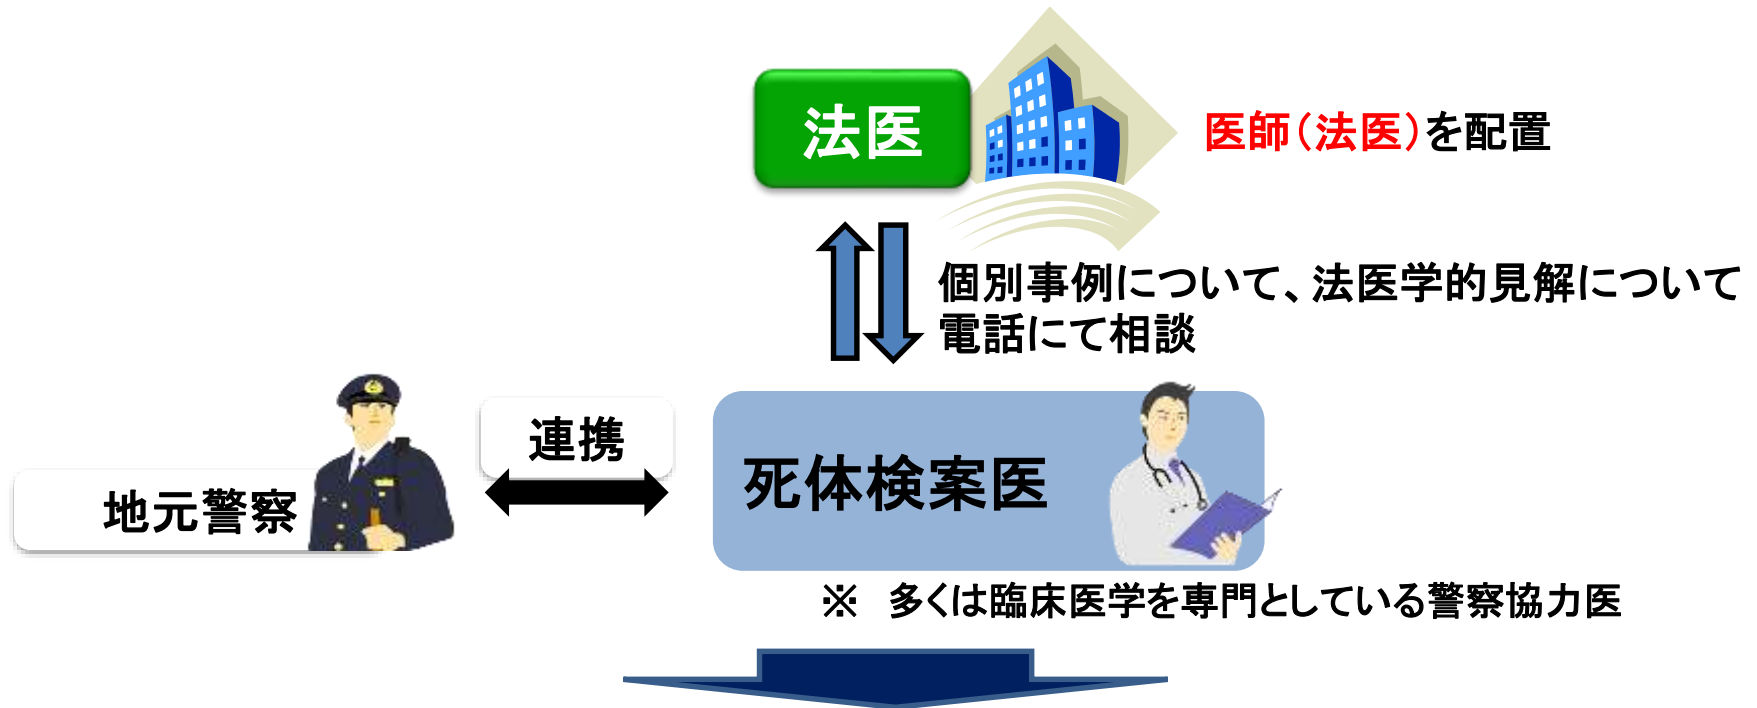 法医
医師（法医）を配置
個別事例について、法医学的見解について
電話にて相談
連携
地元警察
死体検案医
※　多くは臨床医学を専門としている警察協力医